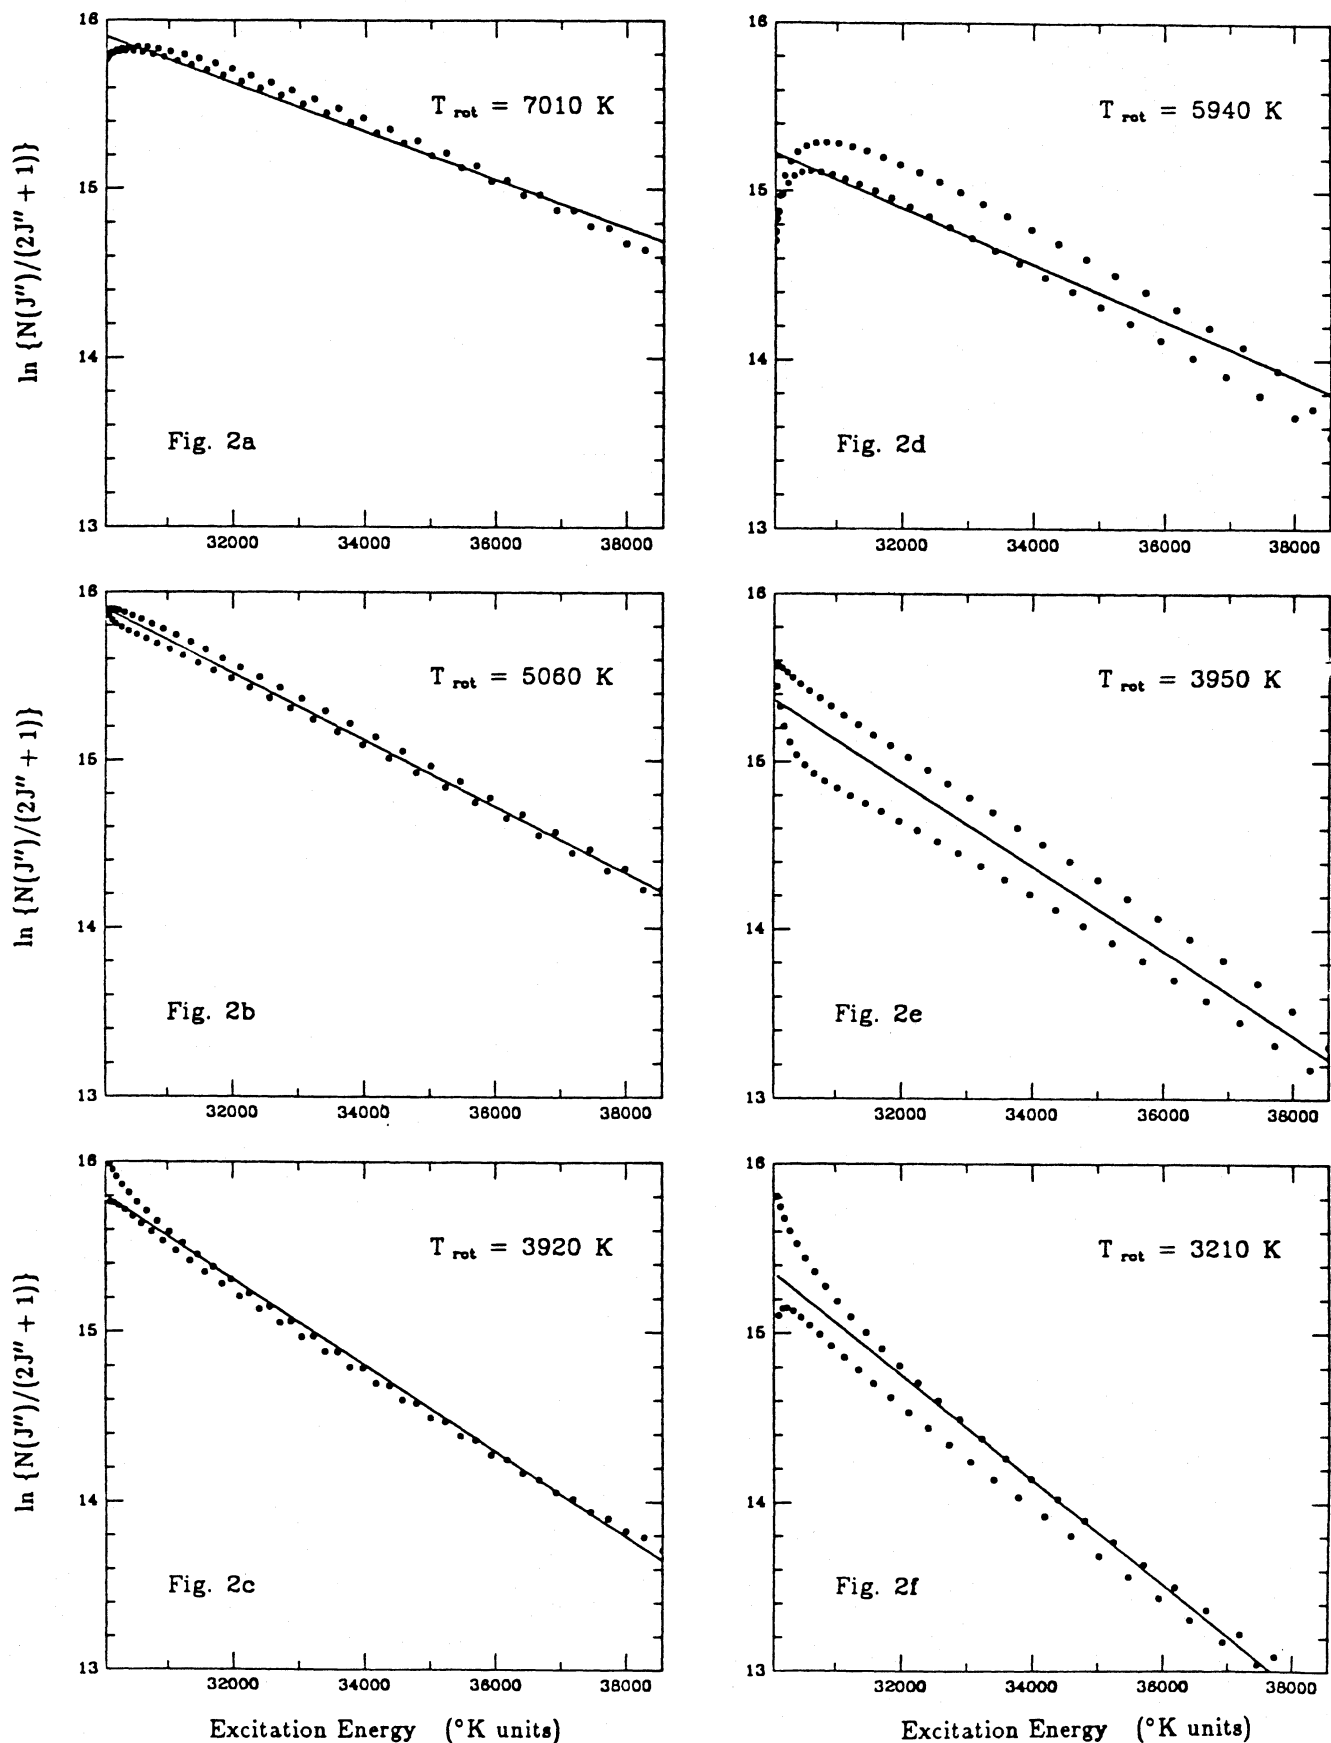 16
15
14
13
ln {N(J")/(2J" + 1)}
T rot = 7010 K
Fig. 2a
32000 34000 36000 38000
16
15
14
13
T rot = 5940 K
Fig. 2d
32000 34000 36000 38000
16
15
14
13
ln {N(J")/(2J" + 1)}
T rot = 5060 K
Fig. 2b
32000 34000 36000 38000
16
15
14
13
T rot = 3950 K
Fig. 2e
32000 34000 36000 38000
16
15
14
13
ln {N(J")/(2J" + 1)}
T rot = 3920 K
Fig. 2c
32000 34000 36000 38000
Excitation Energy (°K units)
16
15
14
13
T rot = 3210 K
Fig. 2f
32000 34000 36000 38000
Excitation Energy (°K units)